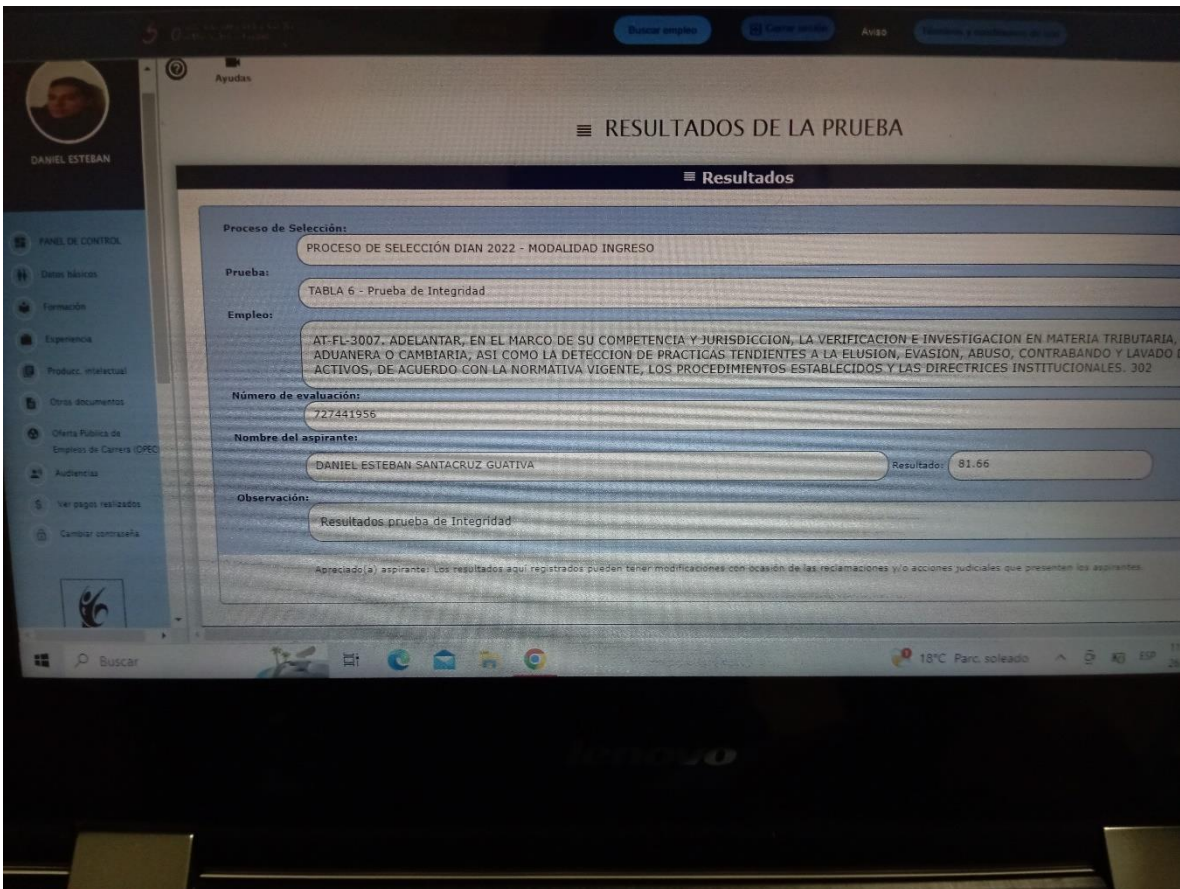 Buscar empleo
Cerrar sesión
Aviso
Términos y condiciones de uso
Ayudas
DANIEL ESTEBAN
RESULTADOS DE LA PRUEBA
Resultados
PANEL DE CONTROL
Datos básicos
Formación
Experiencia
Producc. intelectual
Otros documentos
Oferta Pública de
Empleos de Carrera (OPEC
Audiencias
Ver pagos realizados
Cambiar contraseña
Proceso de Selección:
PROCESO DE SELECCIÓN DIAN 2022 - MODALIDAD INGRESO
Prueba:
TABLA 6 - Prueba de Integridad
Empleo:
AT-FL-3007. ADELANTAR, EN EL MARCO DE SU COMPETENCIA Y JURISDICCION, LA VERIFICACION E INVESTIGACION EN MATERIA TRIBUTARIA,
ADUANERA O CAMBIARIA, ASI COMO LA DETECCION DE PRACTICAS TENDIENTES A LA ELUSION, EVASION, ABUSO, CONTRABANDO Y LAVADO
ACTIVOS, DE ACUERDO CON LA NORMATIVA VIGENTE, LOS PROCEDIMIENTOS ESTABLECIDOS Y LAS DIRECTRICES INSTITUCIONALES. 302
Número de evaluación:
727441956
Nombre del aspirante:
DANIEL ESTEBAN SANTACRUZ GUATIVA
Resultado: 81.66
Observación:
Resultados prueba de Integridad
Apreciado(a) aspirante: Los resultados aquí registrados pueden tener modificaciones con ocasión de las reclamaciones y/o acciones judiciales que presenten los aspirantes
Buscar
18°C Parc. soleado
ESP
lenovo